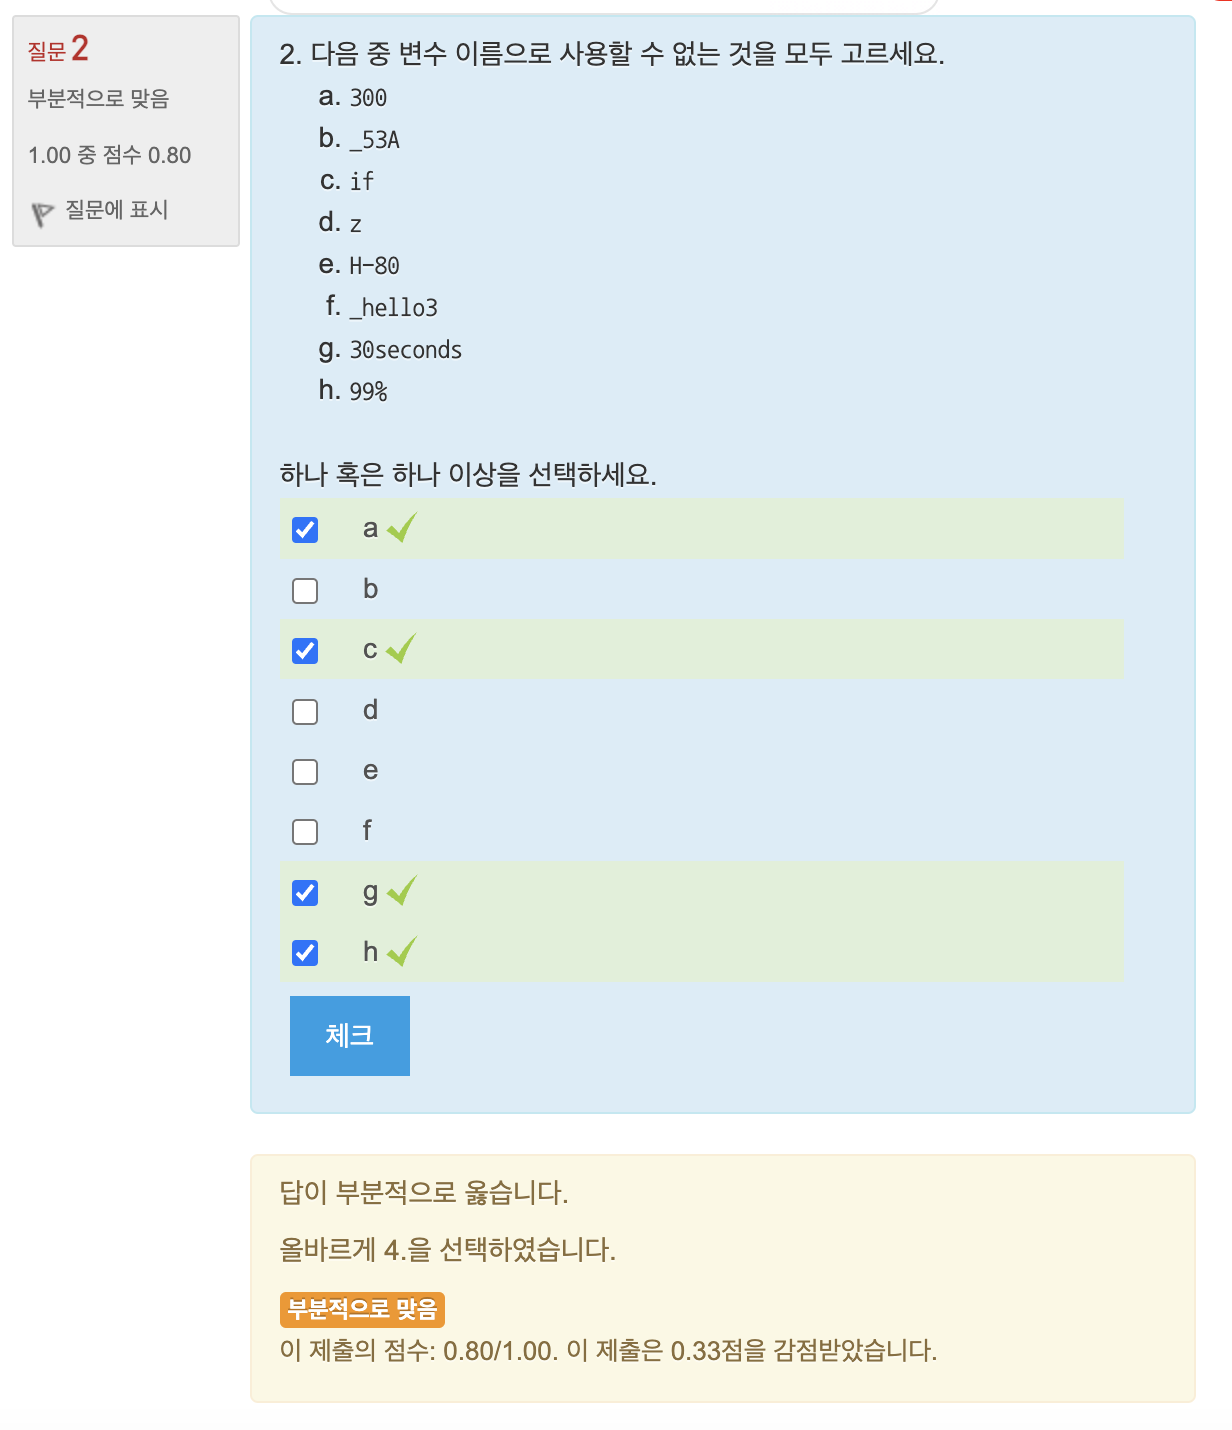 질문 2
부분적으로 맞음
1.00 중 점수 0.80
질문에 표시
2. 다음 중 변수 이름으로 사용할 수 없는 것을 모두 고르세요.
a. 300
b. _53A
c. if
d. z
e. H-80
f. _hello3
g. 30seconds
h. 99%
하나 혹은 하나 이상을 선택하세요.
a
b
c
d
e
f
g
h
체크
답이 부분적으로 옳습니다.
올바르게 4.을 선택하였습니다.
부분적으로 맞음
이 제출의 점수: 0.80/1.00. 이 제출은 0.33점을 감점받았습니다.